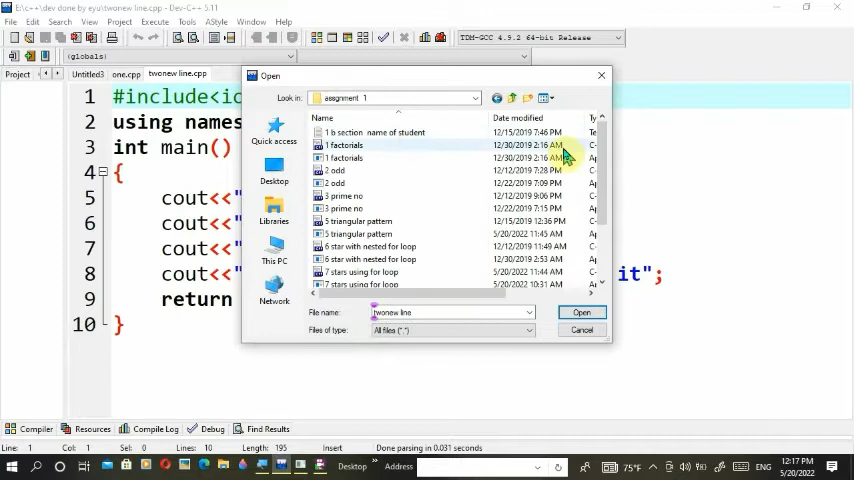 E:\c++\dev done by eyu\twonew line.cpp - Dev-C++ 5.11
File Edit Search View Project Execute Tools AStyle Window Help
TDM-GCC 4.9.2 64-bit Release
(globals)
Project Untitled3 one.cpp twonew line.cpp
1 #include<io
2 using names
3 int main()
4 {
5 cout<<"
6 cout<<"
7 cout<<"
8 cout<<" it";
9 return
10 }
Open
Look in: assgnment 1
Name Date modified Ty
1 b section name of student 12/15/2019 7:46 PM Te
1 factorials 12/30/2019 2:16 AM C-
1 factorials 12/30/2019 2:16 AM Ap
2 odd 12/12/2019 7:28 PM C-
2 odd 12/22/2019 7:09 PM Ap
3 prime no 12/12/2019 9:06 PM C-
3 prime no 12/22/2019 7:15 PM Ap
5 triangular pattern 12/15/2019 12:36 PM C-
5 triangular pattern 5/20/2022 11:45 AM Ap
6 star with nested for loop 12/12/2019 11:49 AM C-
6 star with nested for loop 12/30/2019 2:53 AM Ap
7 stars using for loop 5/20/2022 11:44 AM C-
7 stars using for loop 5/20/2022 10:31 AM Ap
Quick access
Desktop
Libraries
This PC
Network
File name: twonew line Open
Files of type: All files (*.*) Cancel
Compiler Resources Compile Log Debug Find Results
Line: 1 Col: 1 Sel: 0 Lines: 10 Length: 195 Insert Done parsing in 0.031 seconds
Desktop Address 75°F ENG
12:17 PM
5/20/2022